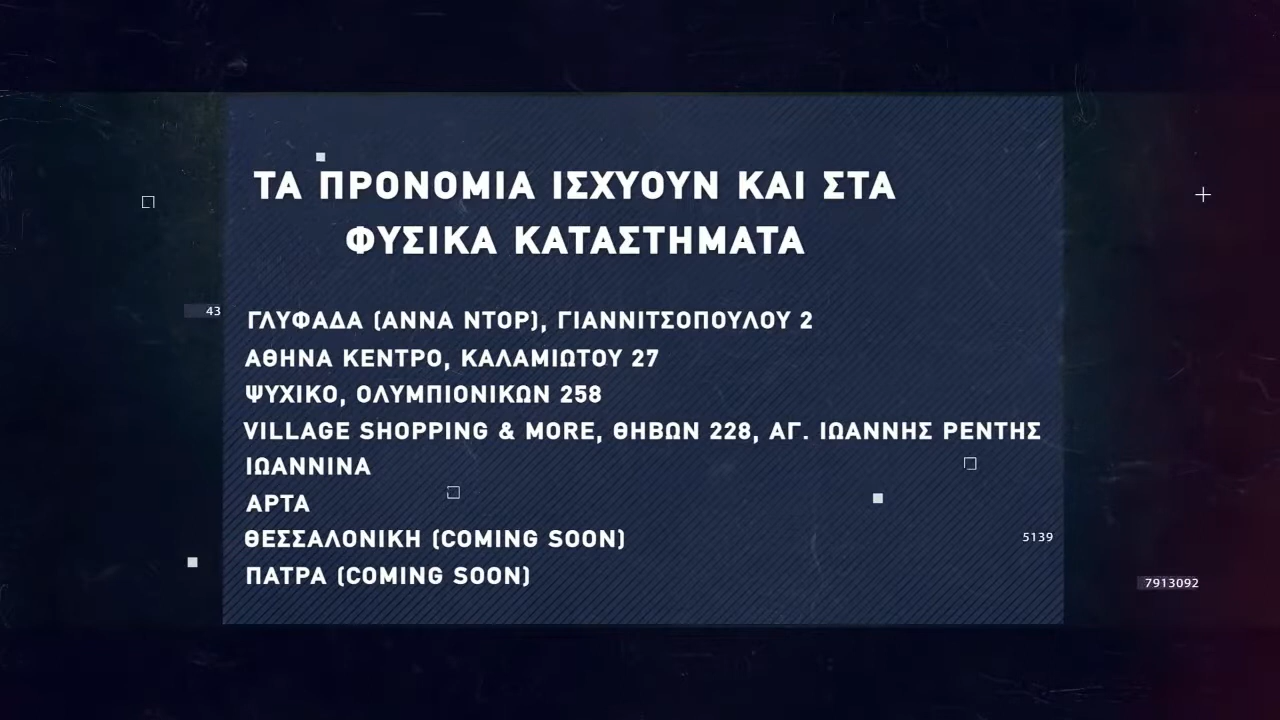 ΤΑ ΠΡΟΝΟΜΙΑ ΙΣΧΥΟΥΝ ΚΑΙ ΣΤΑ
ΦΥΣΙΚΑ ΚΑΤΑΣΤΗΜΑΤΑ
43
ΓΛΥΦΑΔΑ (ΑΝΝΑ ΝΤΟΡ), ΓΙΑΝΝΙΤΣΟΠΟΥΛΟΥ 2
ΑΘΗΝΑ ΚΕΝΤΡΟ, ΚΑΛΑΜΙΩΤΟΥ 27
ΨΥΧΙΚΟ, ΟΛΥΜΠΙΟΝΙΚΩΝ 258
VILLAGE SHOPPING & MORE, ΘΗΒΩΝ 228, ΑΓ. ΙΩΑΝΝΗΣ ΡΕΝΤΗΣ
ΙΩΑΝΝΙΝΑ
ΑΡΤΑ
ΘΕΣΣΑΛΟΝΙΚΗ (COMING SOON)
5139
ΠΑΤΡΑ (COMING SOON)
7913092